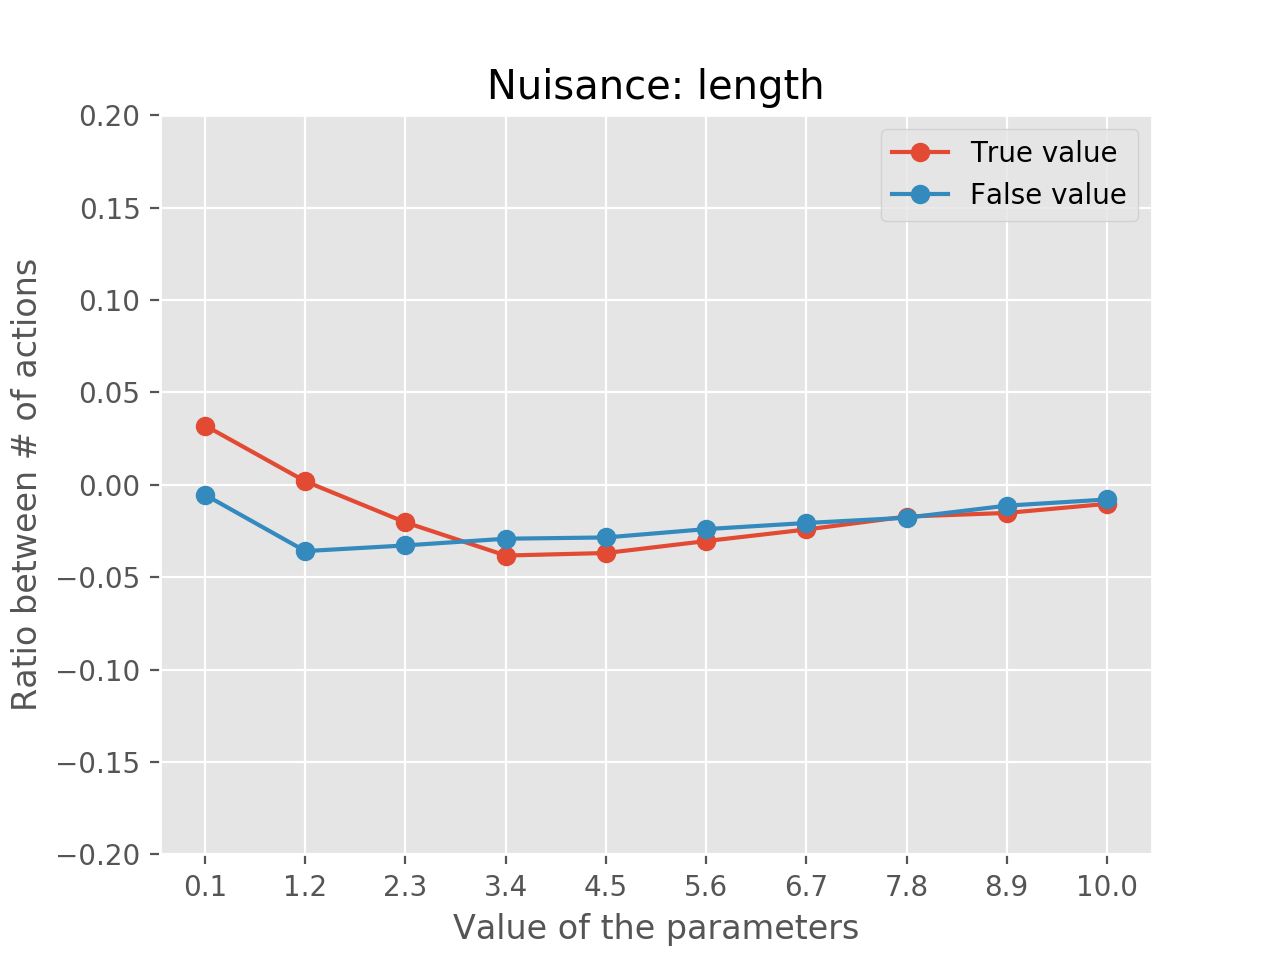 Nuisance: length
True value
False value
Ratio between # of actions
0.20
0.15
0.10
0.05
0.00
−0.05
−0.10
−0.15
−0.20
0.1 1.2 2.3 3.4 4.5 5.6 6.7 7.8 8.9 10.0
Value of the parameters